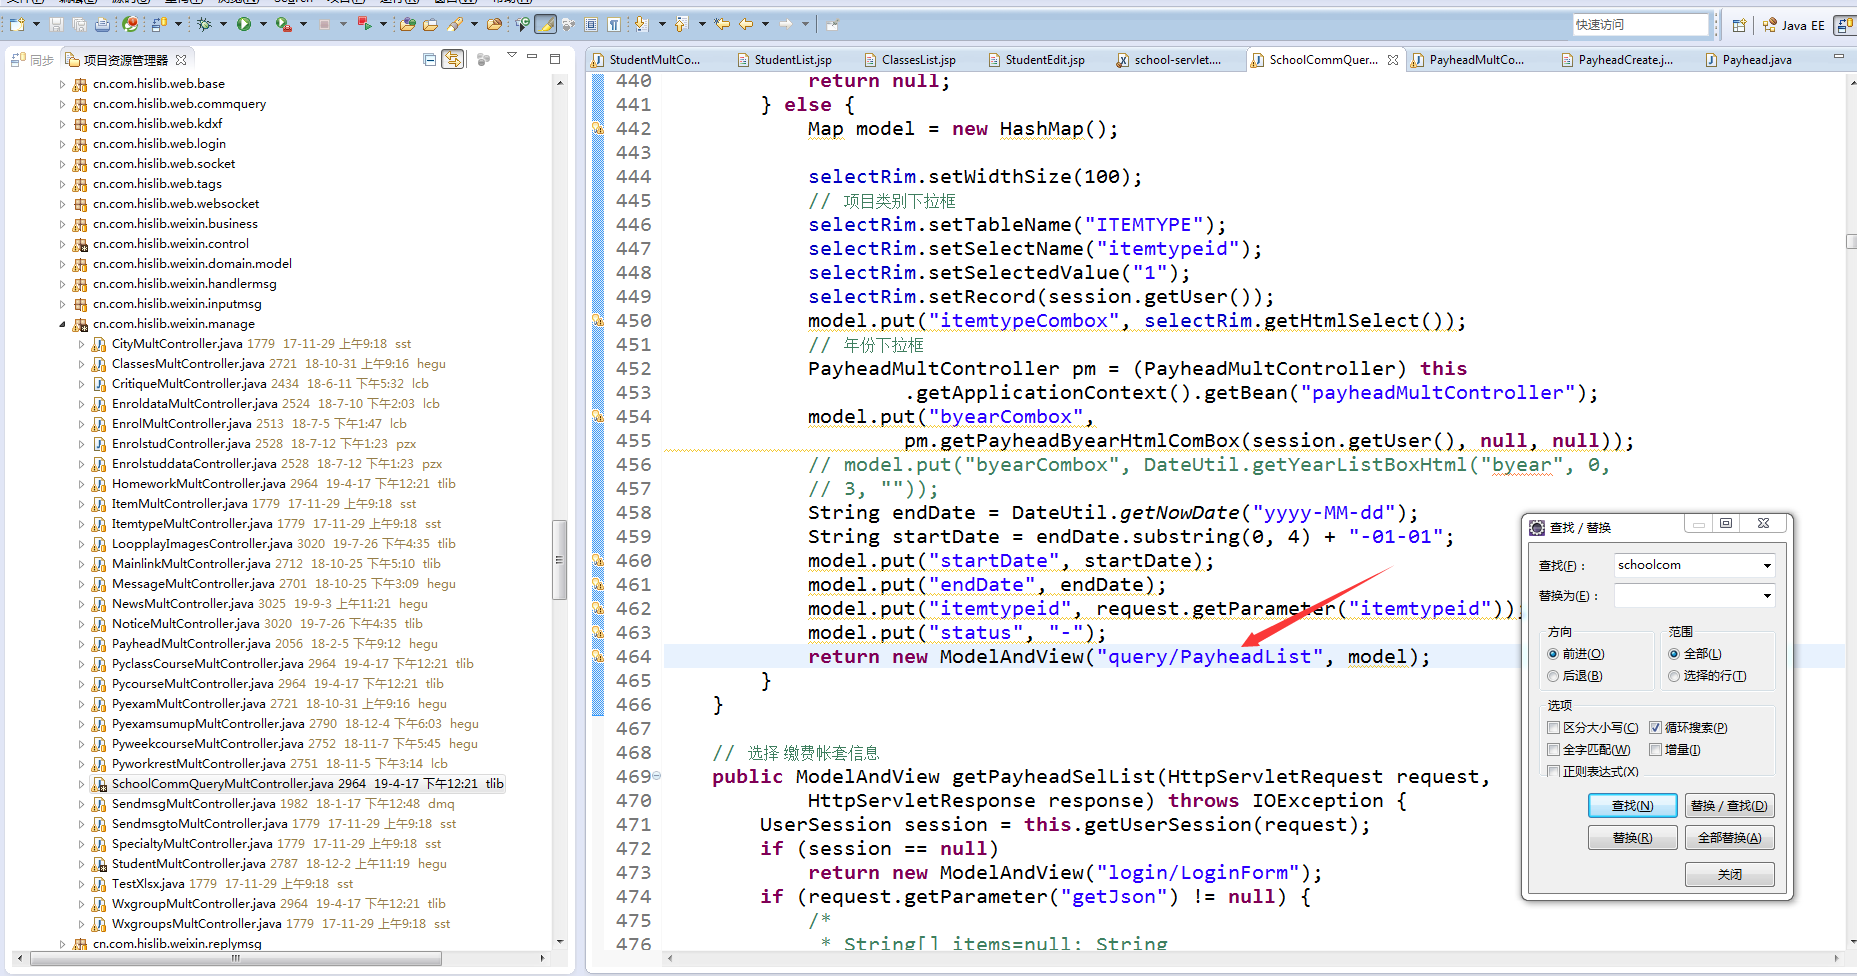 快速访问
Java EE
同步
项目资源管理器
cn.com.hislib.web.base
cn.com.hislib.web.commquery
cn.com.hislib.web.kdxf
cn.com.hislib.web.login
cn.com.hislib.web.socket
cn.com.hislib.web.tags
cn.com.hislib.web.websocket
cn.com.hislib.weixin.business
cn.com.hislib.weixin.control
cn.com.hislib.weixin.domain.model
cn.com.hislib.weixin.handlermsg
cn.com.hislib.weixin.inputmsg
cn.com.hislib.weixin.manage
CityMultController.java 1779 17-11-29 上午9:18 sst
ClassesMultController.java 2721 18-10-31 上午9:16 hegu
CritiqueMultController.java 2434 18-6-11 下午5:32 lcb
EnroldataMultController.java 2524 18-7-10 下午2:03 lcb
EnrolMultController.java 2513 18-7-5 下午1:47 lcb
EnrolstudController.java 2528 18-7-12 下午1:23 pzx
EnrolstuddataController.java 2528 18-7-12 下午1:23 pzx
HomeworkMultController.java 2964 19-4-17 下午12:21 tlib
ItemMultController.java 1779 17-11-29 上午9:18 sst
ItemtypeMultController.java 1779 17-11-29 上午9:18 sst
LoopplayImagesController.java 3020 19-7-26 下午4:35 tlib
MainlinkMultController.java 2712 18-10-25 下午5:10 tlib
MessageMultController.java 2701 18-10-25 下午3:09 hegu
NewsMultController.java 3025 19-9-3 上午11:21 hegu
NoticeMultController.java 3020 19-7-26 下午4:35 tlib
PayheadMultController.java 2056 18-2-5 下午9:12 hegu
PyclassCourseMultController.java 2964 19-4-17 下午12:21 tlib
PycourseMultController.java 2964 19-4-17 下午12:21 tlib
PyexamMultController.java 2721 18-10-31 上午9:16 hegu
PyexamsumupMultController.java 2790 18-12-4 下午6:03 hegu
PyweekcourseMultController.java 2752 18-11-7 下午5:45 hegu
PyworkrestMultController.java 2751 18-11-5 下午3:14 lcb
SchoolCommQueryMultController.java 2964 19-4-17 下午12:21 tlib
SendmsgMultController.java 1982 18-1-17 下午12:48 dmq
SendmsgtoMultController.java 1779 17-11-29 上午9:18 sst
SpecialtyMultController.java 1779 17-11-29 上午9:18 sst
StudentMultController.java 2787 18-12-2 上午11:19 hegu
TestXlsx.java 1779 17-11-29 上午9:18 sst
WxgroupMultController.java 2964 19-4-17 下午12:21 tlib
WxgroupsMultController.java 1779 17-11-29 上午9:18 sst
cn.com.hislib.weixin.replymsg
StudentMultCo... StudentList.jsp ClassesList.jsp StudentEdit.jsp school-servlet.... SchoolCommQuer... PayheadMultCo... PayheadCreate.j... Payhead.java
440 return null;
441 } else {
442 Map model = new HashMap();
443
444 selectRim.setWidthSize(100);
445 // 项目类别下拉框
446 selectRim.setTableName("ITEMTYPE");
447 selectRim.setSelectName("itemtypeid");
448 selectRim.setSelectedValue("1");
449 selectRim.setRecord(session.getUser());
450 model.put("itemtypeCombox", selectRim.getHtmlSelect());
451 // 年份下拉框
452 PayheadMultController pm = (PayheadMultController) this
453 .getApplicationContext().getBean("payheadMultController");
454 model.put("byearCombox",
455 pm.getPayheadByearHtmlComBox(session.getUser(), null, null));
456 // model.put("byearCombox", DateUtil.getYearListBoxHtml("byear", 0,
457 // 3, ""));
458 String endDate = DateUtil.getNowDate("yyyy-MM-dd");
459 String startDate = endDate.substring(0, 4) + "-01-01";
460 model.put("startDate", startDate);
461 model.put("endDate", endDate);
462 model.put("itemtypeid", request.getParameter("itemtypeid"));
463 model.put("status", "-");
464 return new ModelAndView("query/PayheadList", model);
465 }
466 }
467
468 // 选择 缴费帐套信息
469 public ModelAndView getPayheadSelList(HttpServletRequest request,
470 HttpServletResponse response) throws IOException {
471 UserSession session = this.getUserSession(request);
472 if (session == null)
473 return new ModelAndView("login/LoginForm");
474 if (request.getParameter("getJson") != null) {
475 /*
476 * String[] items=null; String
查找 / 替换
查找(F)： schoolcom
替换为(E)：
方向 范围
前进(O) 全部(L)
后退(B) 选择的行(T)
选项
区分大小写(C) 循环搜索(P)
全字匹配(W) 增量(I)
正则表达式(X)
查找(N) 替换 / 查找(D)
替换(R) 全部替换(A)
关闭